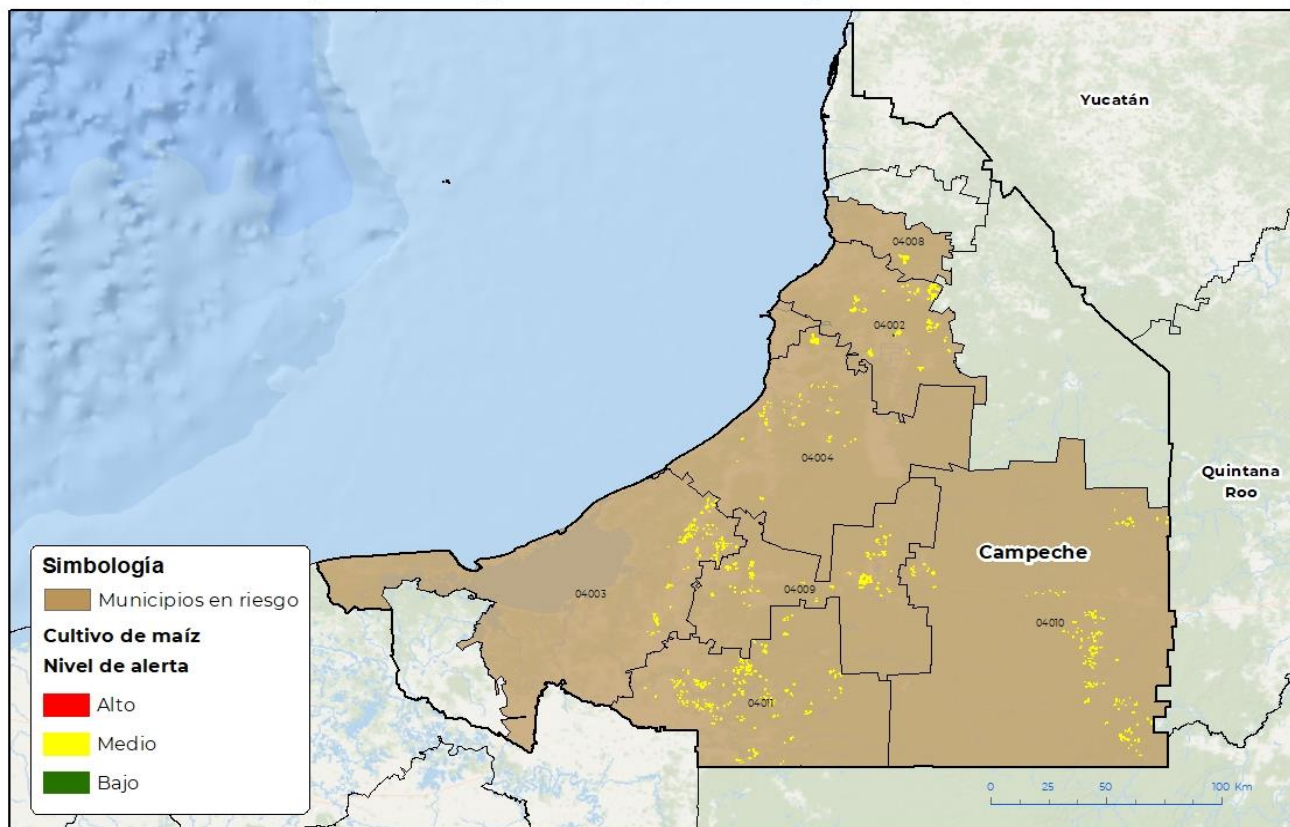 Yucatán
04008
04002
04004
Quintana
Roo
Campeche
04003
04009
04010
04011
Simbología
Municipios en riesgo
Cultivo de maíz
Nivel de alerta
Alto
Medio
Bajo
0 25 50 100 Km